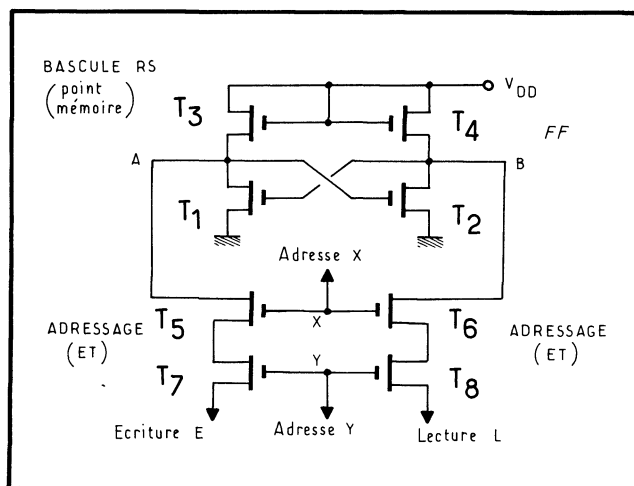 BASCULE RS
(point
mémoire)
T3
T4
VDD
FF
A
B
T1
T2
Adresse X
ADRESSAGE
(ET)
T5
X
T6
ADRESSAGE
(ET)
T7
Y
T8
Ecriture E
Adresse Y
Lecture L